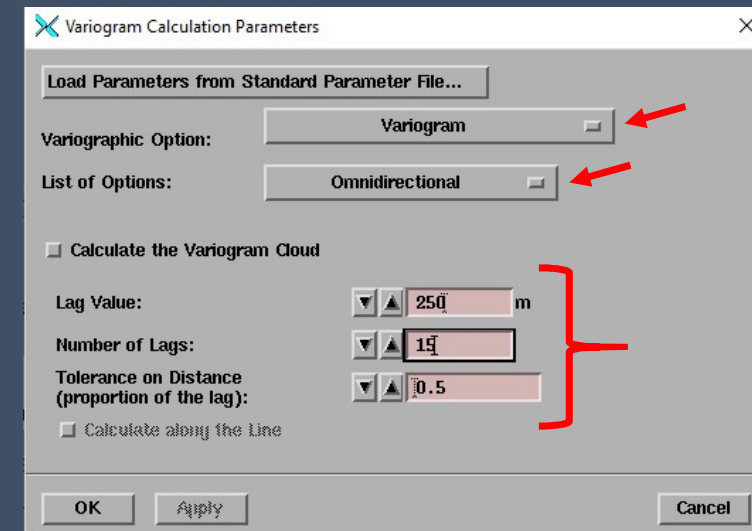 Variogram Calculation Parameters
Load Parameters from Standard Parameter File...
Variographic Option: Variogram
List of Options: Omnidirectional
Calculate the Variogram Cloud
Lag Value: 250 m
Number of Lags: 15
Tolerance on Distance
(proportion of the lag): 0.5
Calculate along the Line
OK Apply Cancel